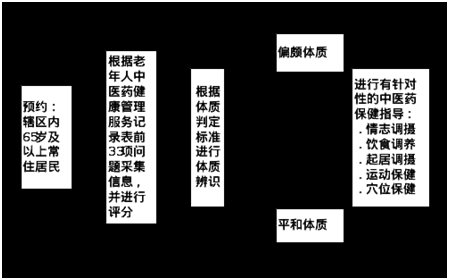 预约：
辖区内
65岁及
以上常
住居民
根据老
年人中
医药健
康管理
服务记
录表前
33项问
题采集
信息，
并进行
评分
根据
体质
判定
标准
进行
体质
辨识
偏颇体质
平和体质
进行有针对
性的中医药
保健指导：
.情志调摄
.饮食调养
.起居调摄
.运动保健
.穴位保健